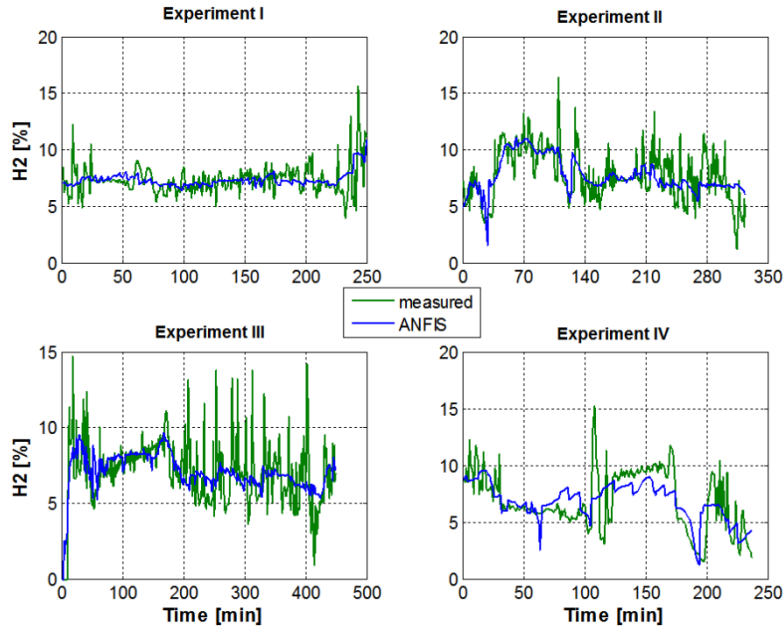 Experiment I
Experiment II
H2 [%]
20
15
10
5
0
0 50 100 150 200 250
20
15
10
5
0
0 70 140 210 280 350
measured
ANFIS
Experiment III
Experiment IV
H2 [%]
15
10
5
0
0 100 200 300 400 500
Time [min]
20
15
10
5
0
0 50 100 150 200 250
Time [min]